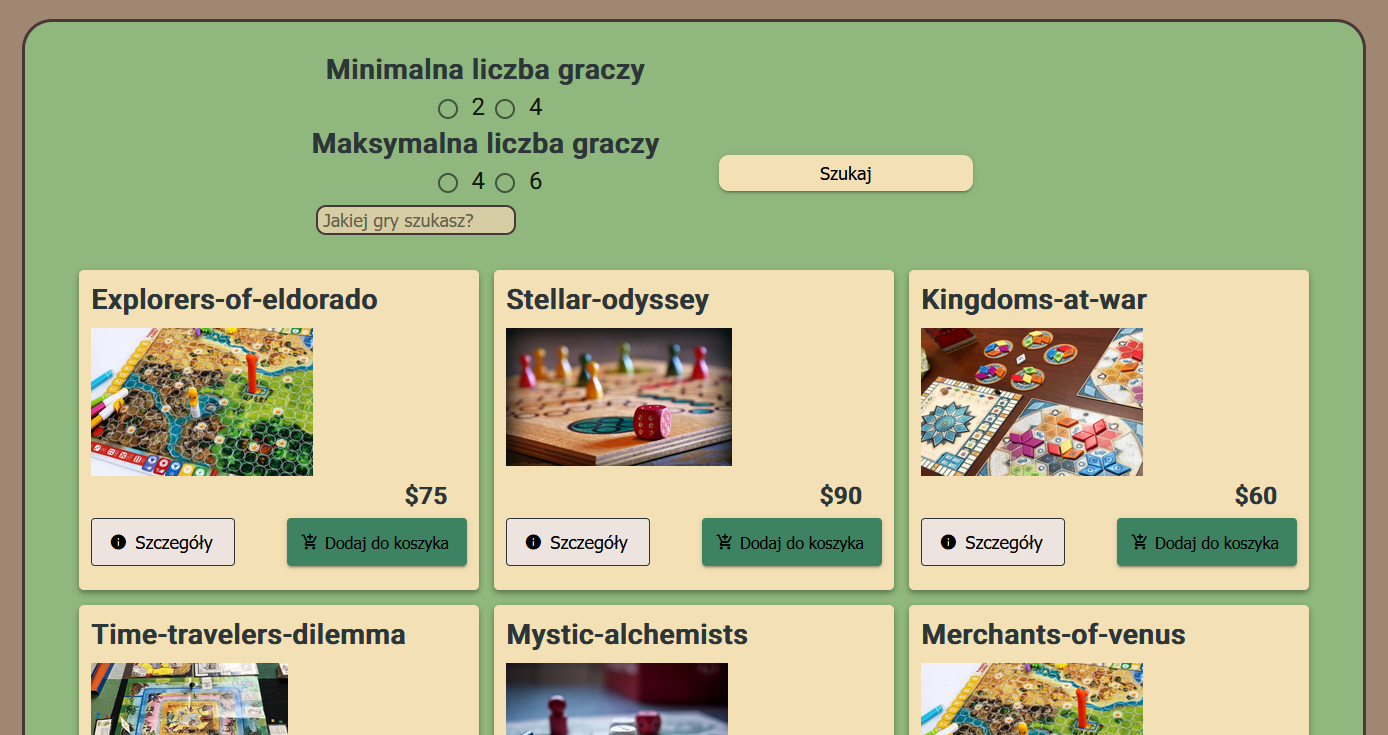 Minimalna liczba graczy
2 4
Maksymalna liczba graczy
4 6
Szukaj
Jakiej gry szukasz?
Explorers-of-eldorado
Stellar-odyssey
Kingdoms-at-war
$75
$90
$60
Szczegóły
Dodaj do koszyka
Szczegóły
Dodaj do koszyka
Szczegóły
Dodaj do koszyka
Time-travelers-dilemma
Mystic-alchemists
Merchants-of-venus